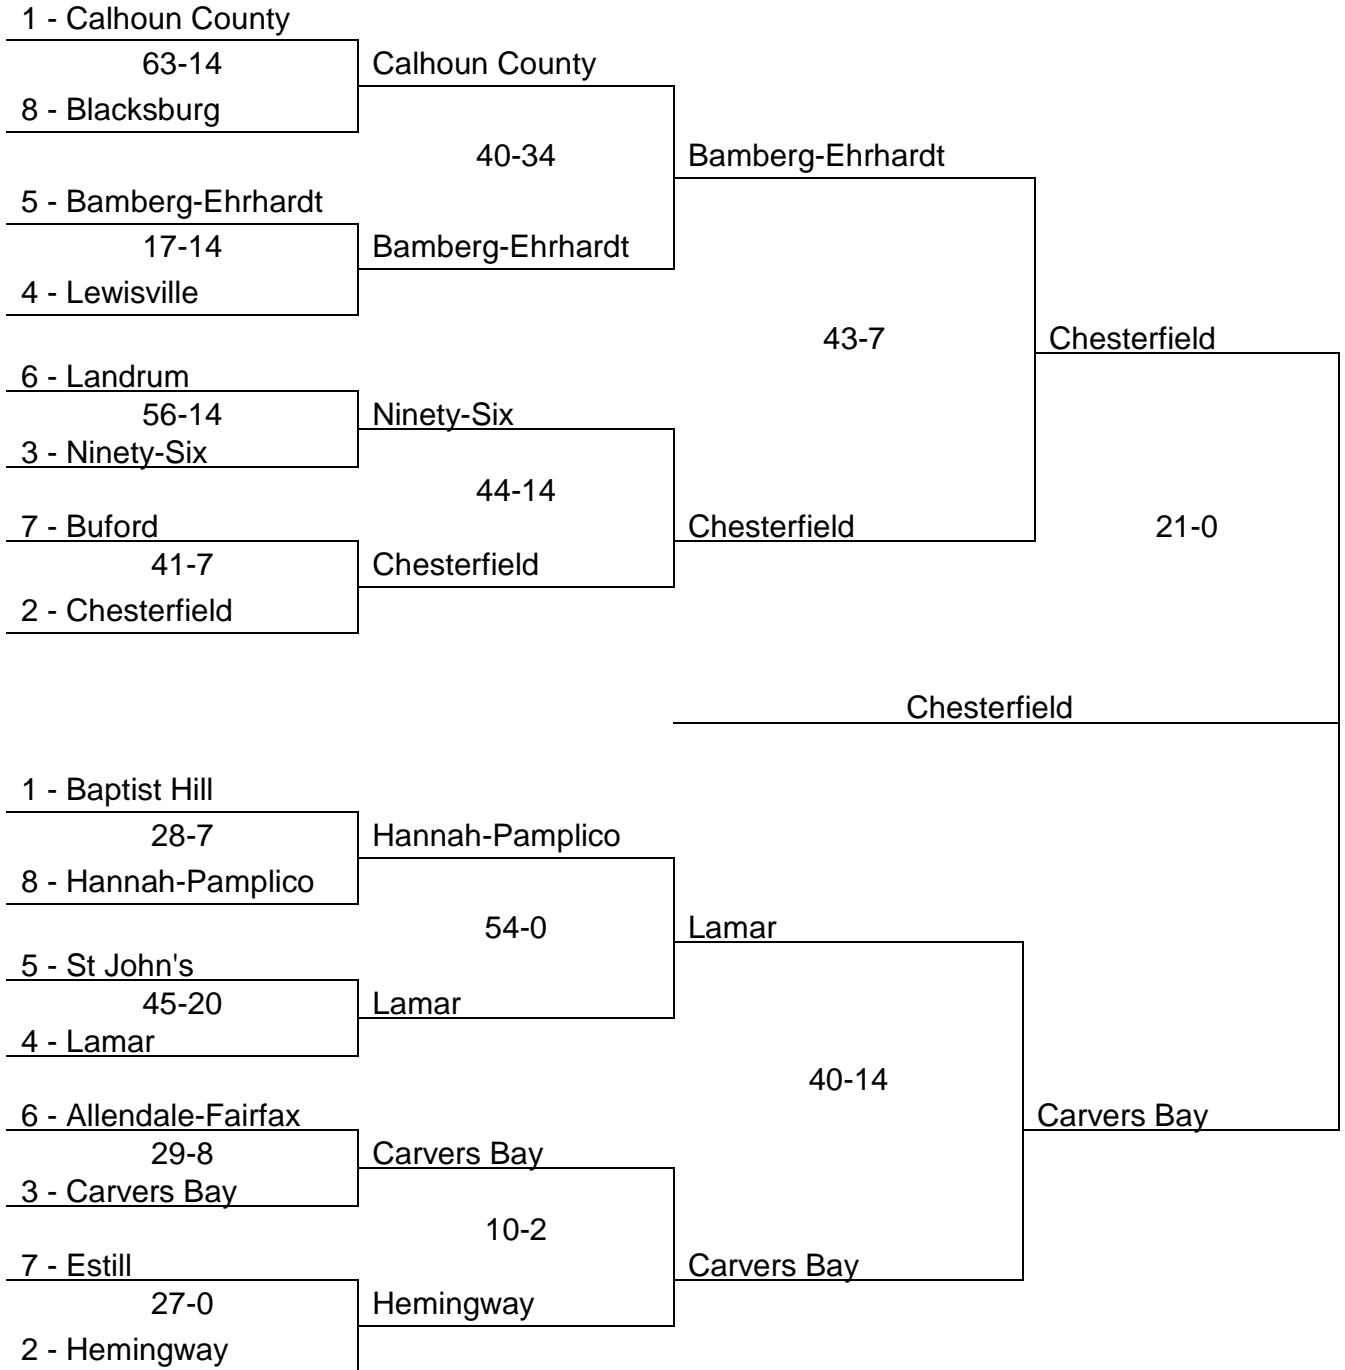 1 - Calhoun County
63-14
Calhoun County
8 - Blacksburg
40-34
Bamberg-Ehrhardt
5 - Bamberg-Ehrhardt
17-14
Bamberg-Ehrhardt
4 - Lewisville
43-7
Chesterfield
6 - Landrum
56-14
Ninety-Six
3 - Ninety-Six
44-14
7 - Buford
Chesterfield
21-0
41-7
Chesterfield
2 - Chesterfield
Chesterfield
1 - Baptist Hill
28-7
Hannah-Pamplico
8 - Hannah-Pamplico
54-0
Lamar
5 - St John's
45-20
Lamar
4 - Lamar
40-14
6 - Allendale-Fairfax
Carvers Bay
29-8
Carvers Bay
3 - Carvers Bay
10-2
7 - Estill
Carvers Bay
27-0
Hemingway
2 - Hemingway